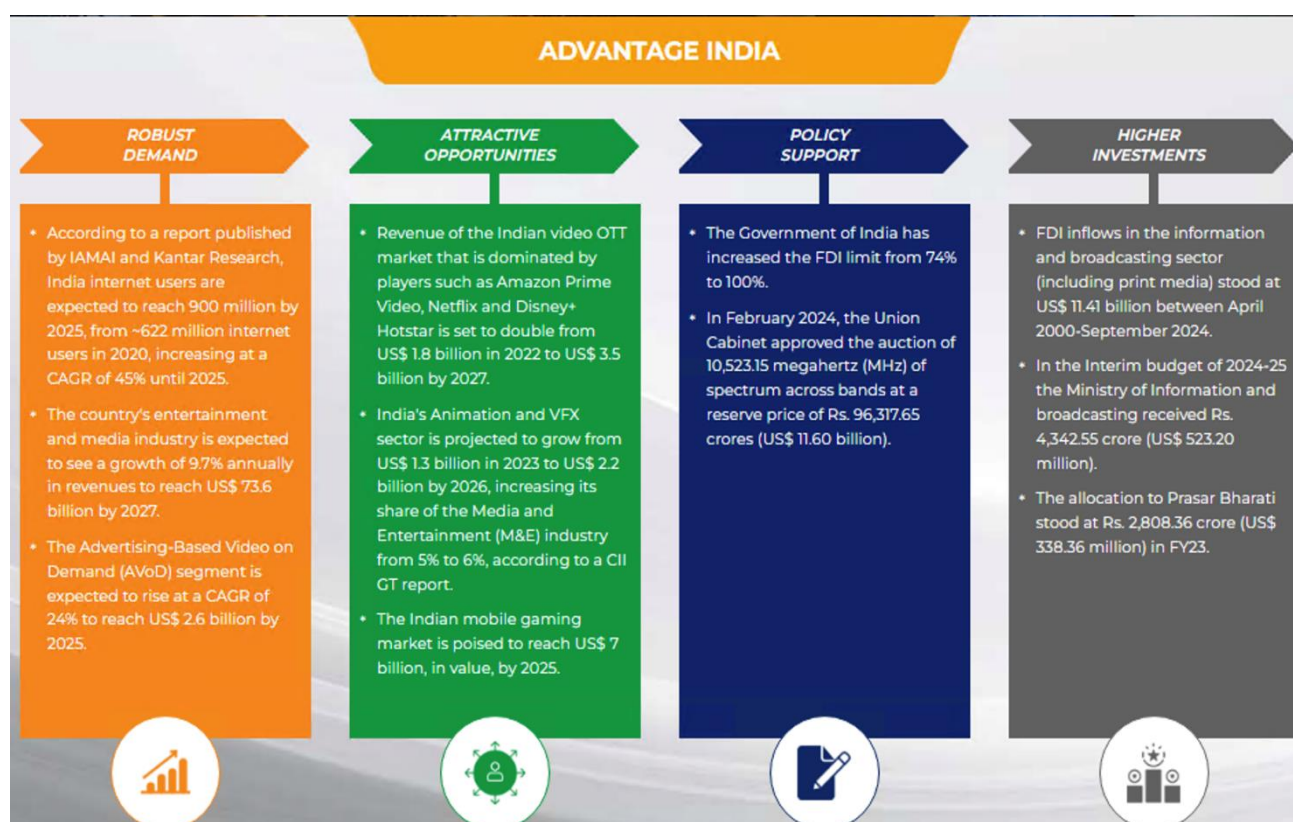 ADVANTAGE INDIA
ROBUST
DEMAND
* According to a report published
by IAMAI and Kantar Research,
India internet users are
expected to reach 900 million by
2025, from ~622 million internet
users in 2020, increasing at a
CAGR of 45% until 2025.
* The country's entertainment
and media industry is expected
to see a growth of 9.7% annually
in revenues to reach US$ 73.6
billion by 2027.
* The Advertising-Based Video on
Demand (AVoD) segment is
expected to rise at a CAGR of
24% to reach US$ 2.6 billion by
2025.
ATTRACTIVE
OPPORTUNITIES
* Revenue of the Indian video OTT
market that is dominated by
players such as Amazon Prime
Video, Netflix and Disney+
Hotstar is set to double from
US$ 1.8 billion in 2022 to US$ 3.5
billion by 2027.
* India's Animation and VFX
sector is projected to grow from
US$ 1.3 billion in 2023 to US$ 2.2
billion by 2026, increasing its
share of the Media and
Entertainment (M&E) industry
from 5% to 6%, according to a CII
GT report.
* The Indian mobile gaming
market is poised to reach US$ 7
billion, in value, by 2025.
POLICY
SUPPORT
* The Government of India has
increased the FDI limit from 74%
to 100%.
* In February 2024, the Union
Cabinet approved the auction of
10,523.15 megahertz (MHz) of
spectrum across bands at a
reserve price of Rs. 96,317.65
crores (US$ 11.60 billion).
HIGHER
INVESTMENTS
* FDI inflows in the information
and broadcasting sector
(including print media) stood at
US$ 11.41 billion between April
2000-September 2024.
* In the Interim budget of 2024-25
the Ministry of Information and
broadcasting received Rs.
4,342.55 crore (US$ 523.20
million).
* The allocation to Prasar Bharati
stood at Rs. 2,808.36 crore (US$
338.36 million) in FY23.